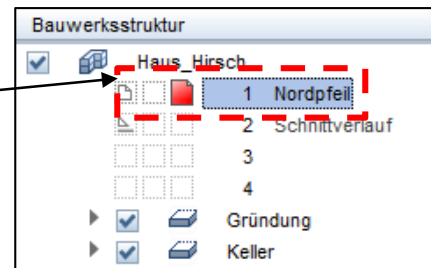 Bauwerksstruktur
Haus_Hirsch
1 Nordpfeil
2 Schnittverlauf
3
4
Gründung
Keller